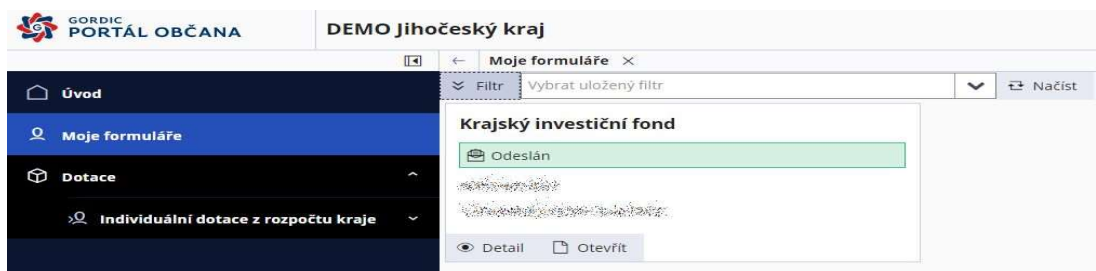 GORDIC
PORTÁL OBČANA
DEMO Jihočeský kraj
Moje formuláře
Úvod
Filtr
Vybrat uložený filtr
Načíst
Moje formuláře
Krajský investiční fond
Odeslán
Dotace
Individuální dotace z rozpočtu kraje
Detail
Otevřít